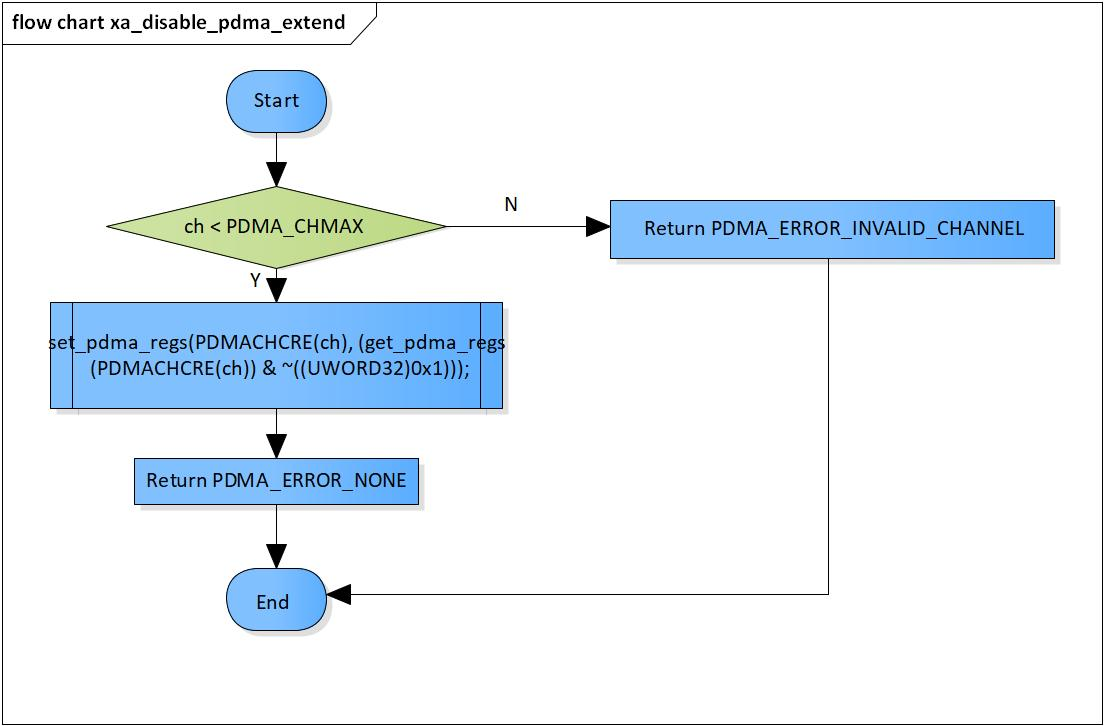 flow chart xa_disable_pdma_extend
Start
ch < PDMA_CHMAX
N
Return PDMA_ERROR_INVALID_CHANNEL
Y
set_pdma_regs(PDMACHCRE(ch), (get_pdma_regs
(PDMACHCRE(ch)) & ~((UWORD32)0x1)));
Return PDMA_ERROR_NONE
End